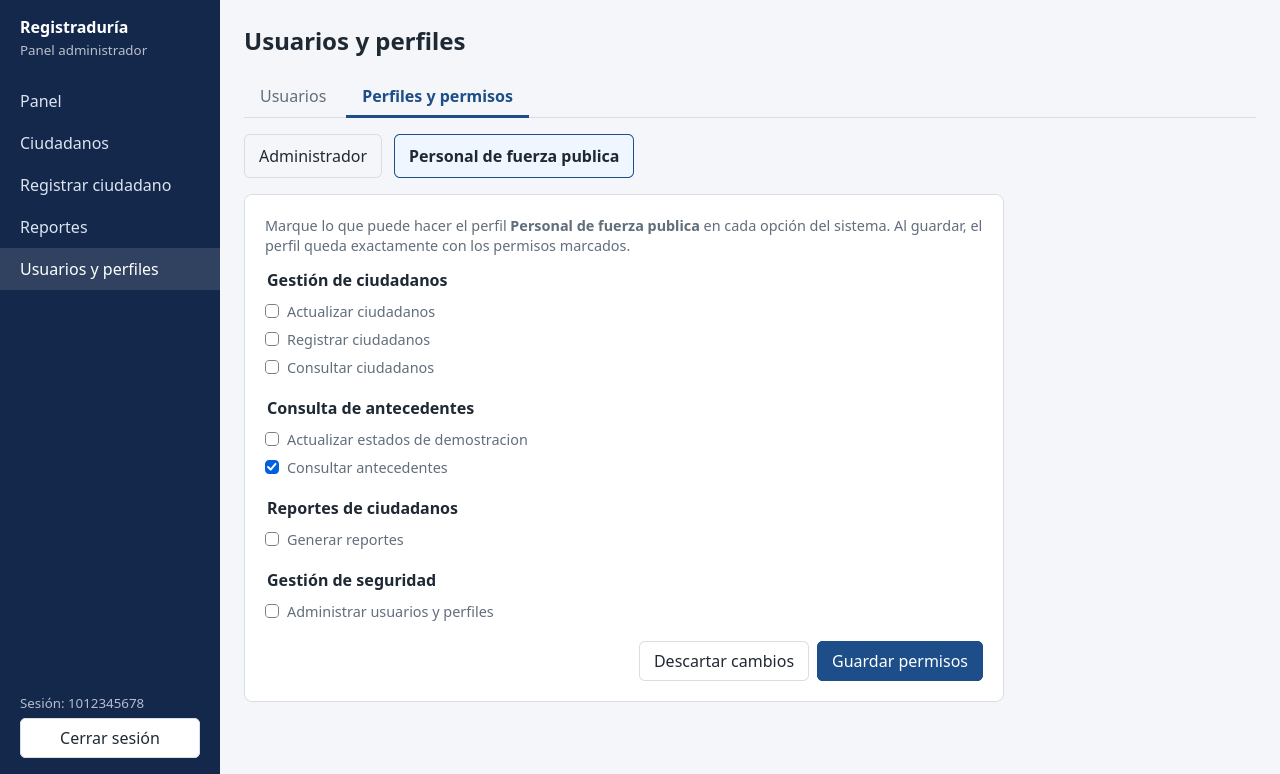 Registraduría
Panel administrador
Panel
Ciudadanos
Registrar ciudadano
Reportes
Usuarios y perfiles
Sesión: 1012345678
Cerrar sesión
Usuarios y perfiles
Usuarios
Perfiles y permisos
Administrador
Personal de fuerza publica
Marque lo que puede hacer el perfil Personal de fuerza publica en cada opción del sistema. Al guardar, el
perfil queda exactamente con los permisos marcados.
Gestión de ciudadanos
Actualizar ciudadanos
Registrar ciudadanos
Consultar ciudadanos
Consulta de antecedentes
Actualizar estados de demostracion
Consultar antecedentes
Reportes de ciudadanos
Generar reportes
Gestión de seguridad
Administrar usuarios y perfiles
Descartar cambios
Guardar permisos